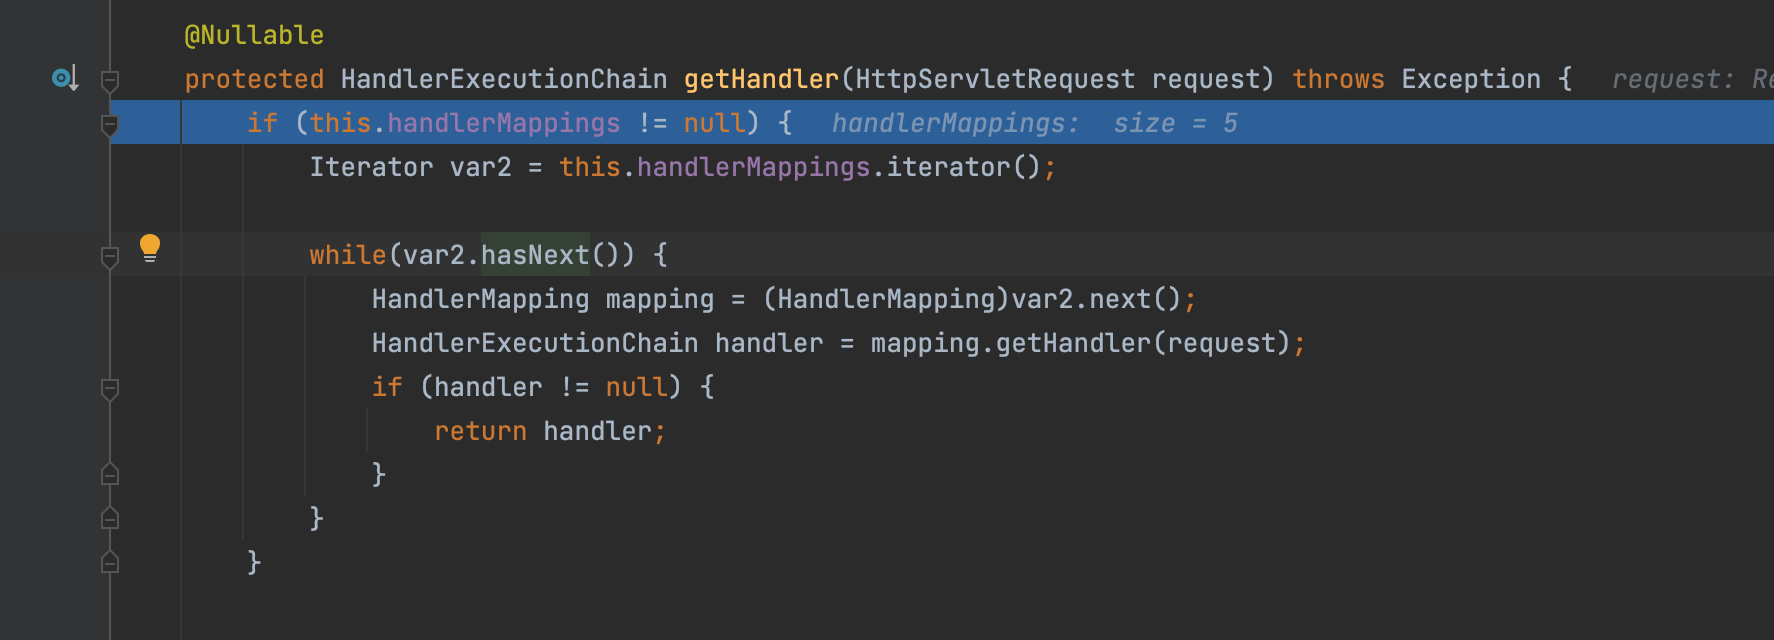 @Nullable
protected HandlerExecutionChain getHandler(HttpServletRequest request) throws Exception {   request: Re
if (this.handlerMappings != null) {   handlerMappings:  size = 5
Iterator var2 = this.handlerMappings.iterator();
while(var2.hasNext()) {
HandlerMapping mapping = (HandlerMapping)var2.next();
HandlerExecutionChain handler = mapping.getHandler(request);
if (handler != null) {
return handler;
}
}
}